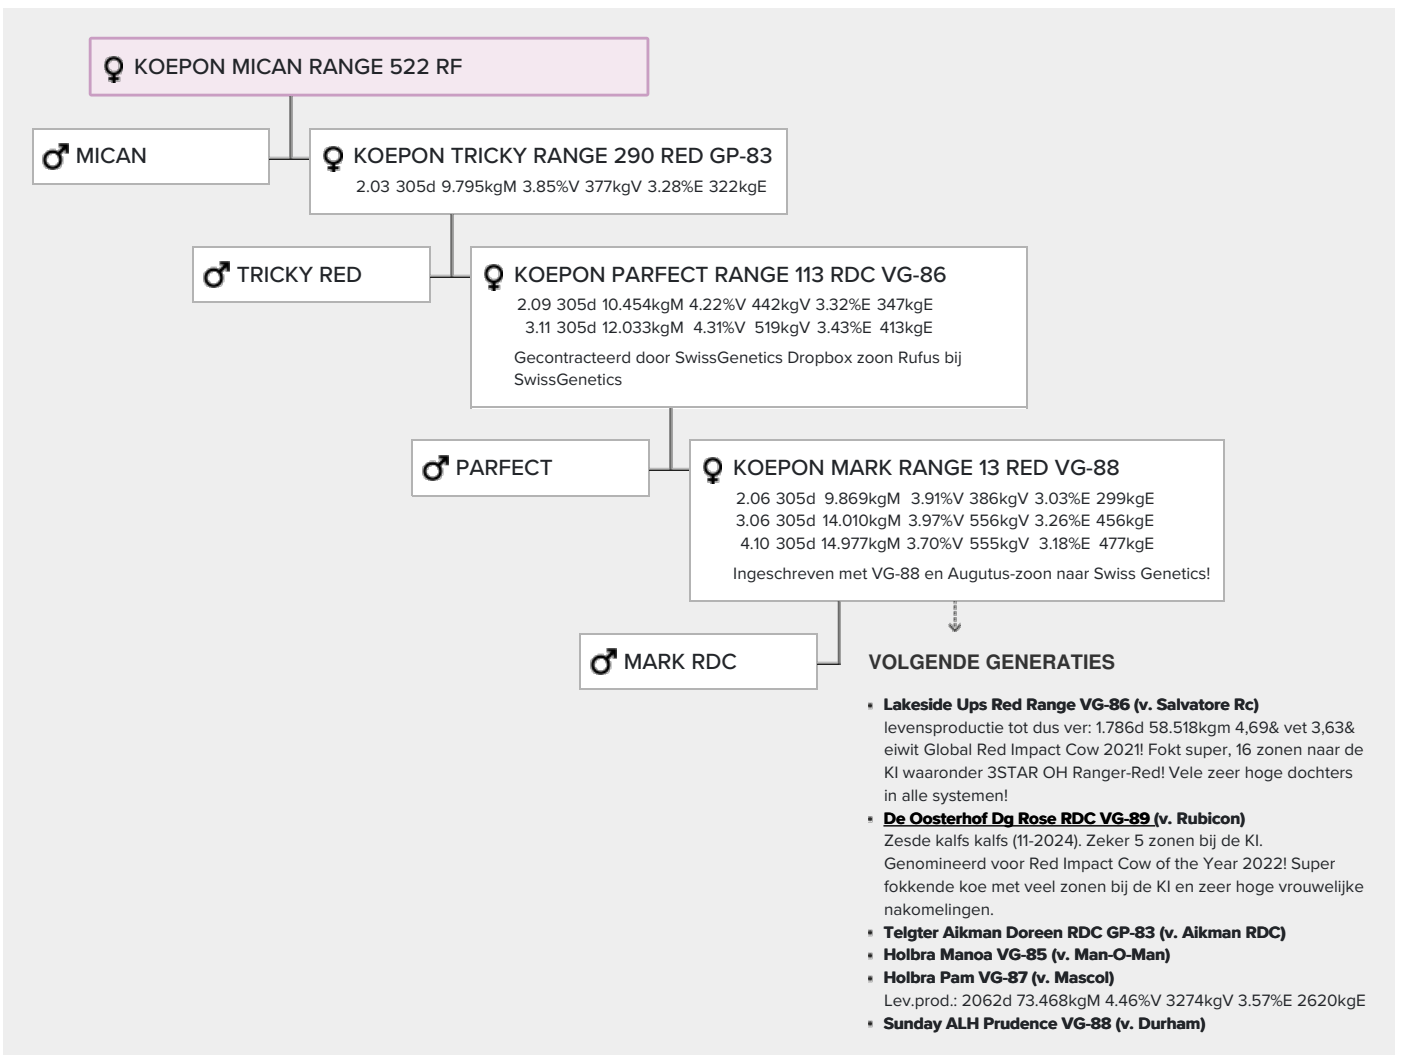 KOEPON MICAN RANGE 522 RF
MICAN
KOEPON TRICKY RANGE 290 RED GP-83
2.03 305d 9.795kgM 3.85%V 377kgV 3.28%E 322kgE
TRICKY RED
KOEPON PARFECT RANGE 113 RDC VG-86
2.09 305d 10.454kgM 4.22%V 442kgV 3.32%E 347kgE
3.11 305d 12.033kgM 4.31%V 519kgV 3.43%E 413kgE
Gecontracteerd door SwissGenetics Dropbox zoon Rufus bij
SwissGenetics
PARFECT
KOEPON MARK RANGE 13 RED VG-88
2.06 305d 9.869kgM 3.91%V 386kgV 3.03%E 299kgE
3.06 305d 14.010kgM 3.97%V 556kgV 3.26%E 456kgE
4.10 305d 14.977kgM 3.70%V 555kgV 3.18%E 477kgE
Ingeschreven met VG-88 en Augutus-zoon naar Swiss Genetics!
MARK RDC
VOLGENDE GENERATIES
Lakeside Ups Red Range VG-86 (v. Salvatore Rc)
levensproductie tot dus ver: 1.786d 58.518kgm 4,69& vet 3,63&
eiwit Global Red Impact Cow 2021! Fokt super, 16 zonen naar de
KI waaronder 3STAR OH Ranger-Red! Vele zeer hoge dochters
in alle systemen!
De Oosterhof Dg Rose RDC VG-89 (v. Rubicon)
Zesde kalfs kalfs (11-2024). Zeker 5 zonen bij de KI.
Genomineerd voor Red Impact Cow of the Year 2022! Super
fokkende koe met veel zonen bij de KI en zeer hoge vrouwelijke
nakomelingen.
Telgter Aikman Doreen RDC GP-83 (v. Aikman RDC)
Holbra Manoa VG-85 (v. Man-O-Man)
Holbra Pam VG-87 (v. Mascol)
Lev.prod.: 2062d 73.468kgM 4.46%V 3274kgV 3.57%E 2620kgE
Sunday ALH Prudence VG-88 (v. Durham)